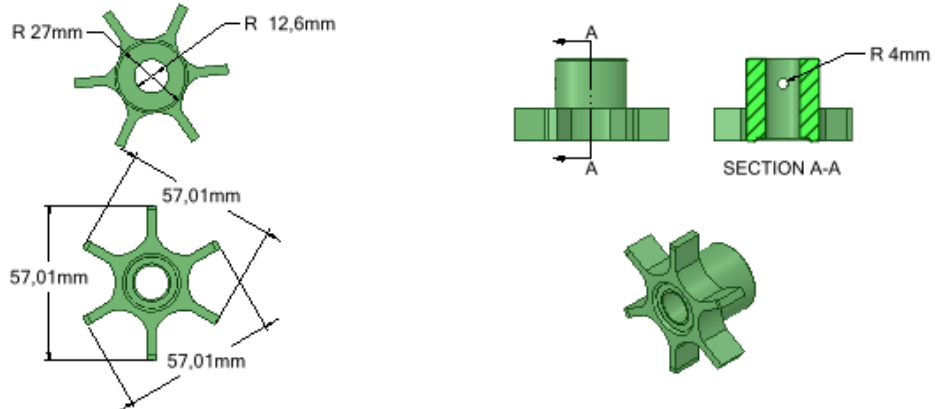 R 27mm
R 12,6mm
A
R 4mm
A
SECTION A-A
57,01mm
57,01mm
57,01mm